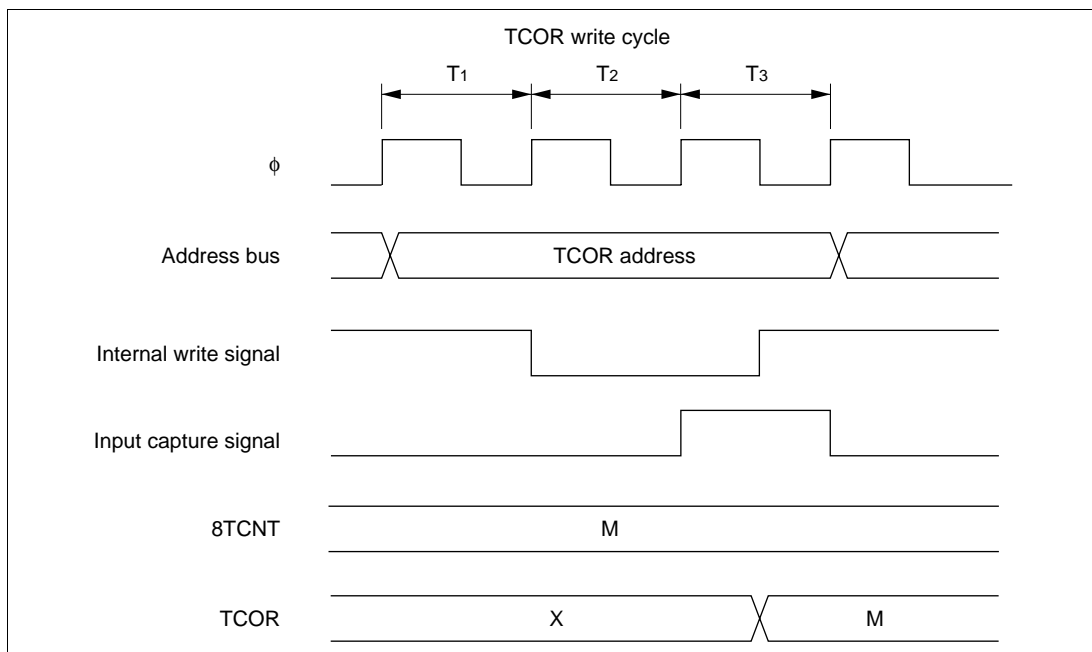 TCOR write cycle
T1 T2 T3
ϕ
Address bus TCOR address
Internal write signal
Input capture signal
8TCNT M
TCOR X M